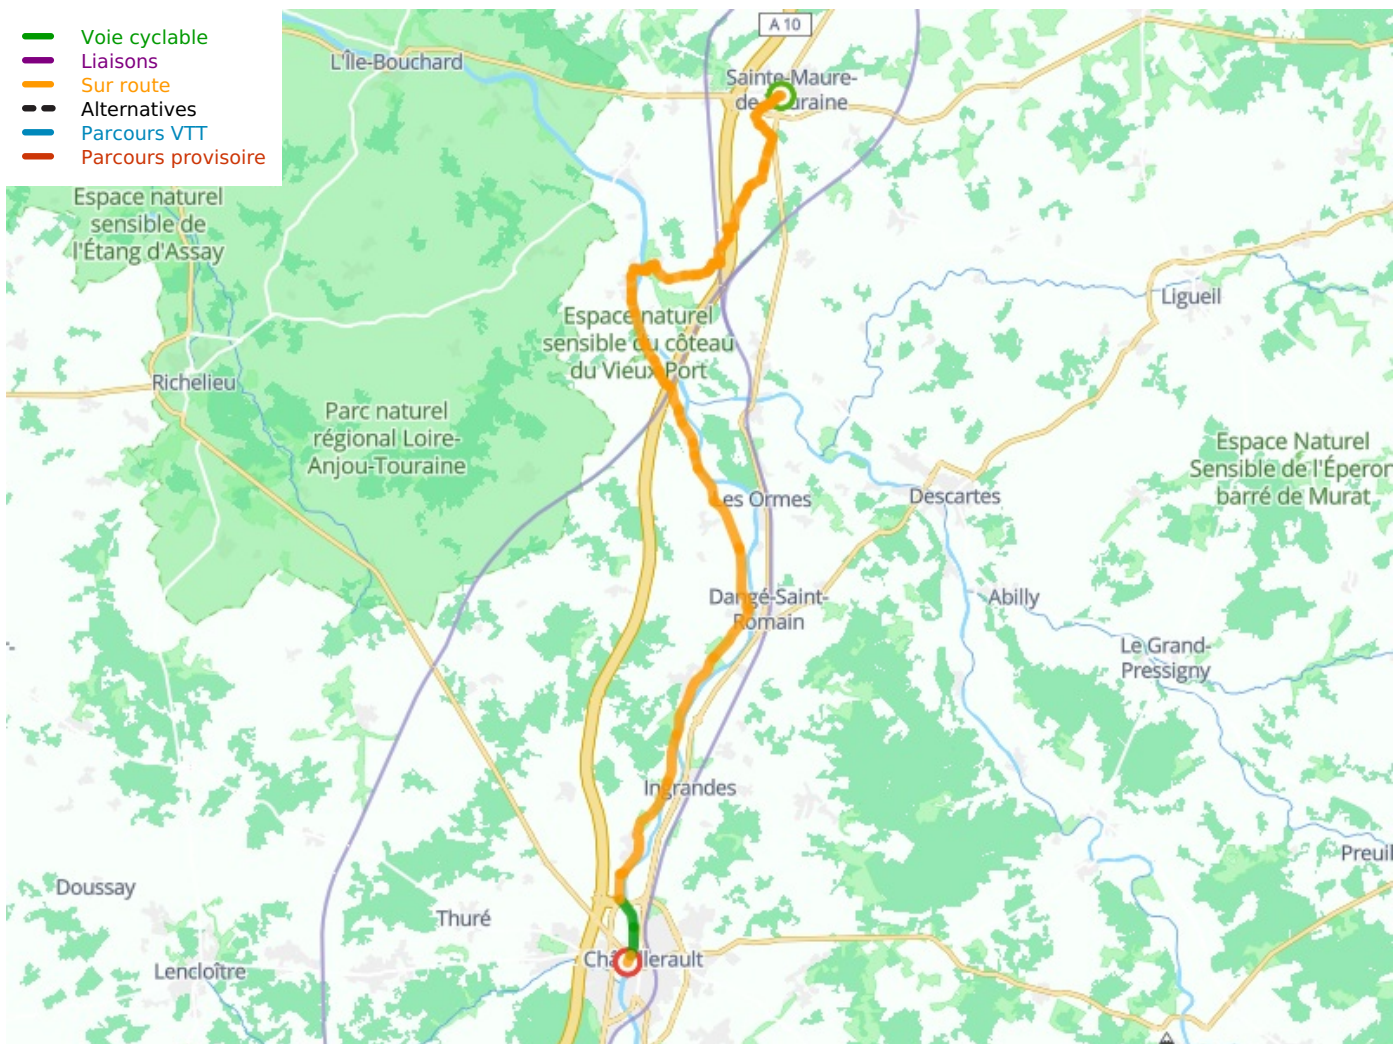 Voie cyclable
Liaisons
Sur route
Alternatives
Parcours VTT
Parcours provisoire
A 10
L'Île-Bouchard
Sainte-Maure-
de-Touraine
Espace naturel
sensible de
l'Étang d'Assay
Ligueil
Espace naturel
sensible du côteau
du Vieux Port
Richelieu
Parc naturel
régional Loire-
Anjou-Touraine
Espace Naturel
Sensible de l'Éperon
barré de Murat
Les Ormes
Descartes
Dangé-Saint-
Romain
Abilly
Le Grand-
Pressigny
Ingrandes
Preuil
Doussay
Thuré
Châtellerault
Lencloître